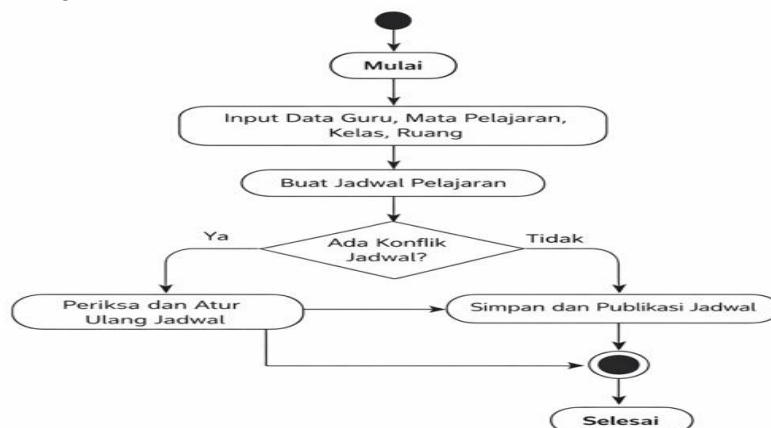 Mulai
Input Data Guru, Mata Pelajaran,
Kelas, Ruang
Buat Jadwal Pelajaran
Ya
Ada Konflik
Jadwal?
Tidak
Periksa dan Atur
Ulang Jadwal
Simpan dan Publikasi Jadwal
Selesai